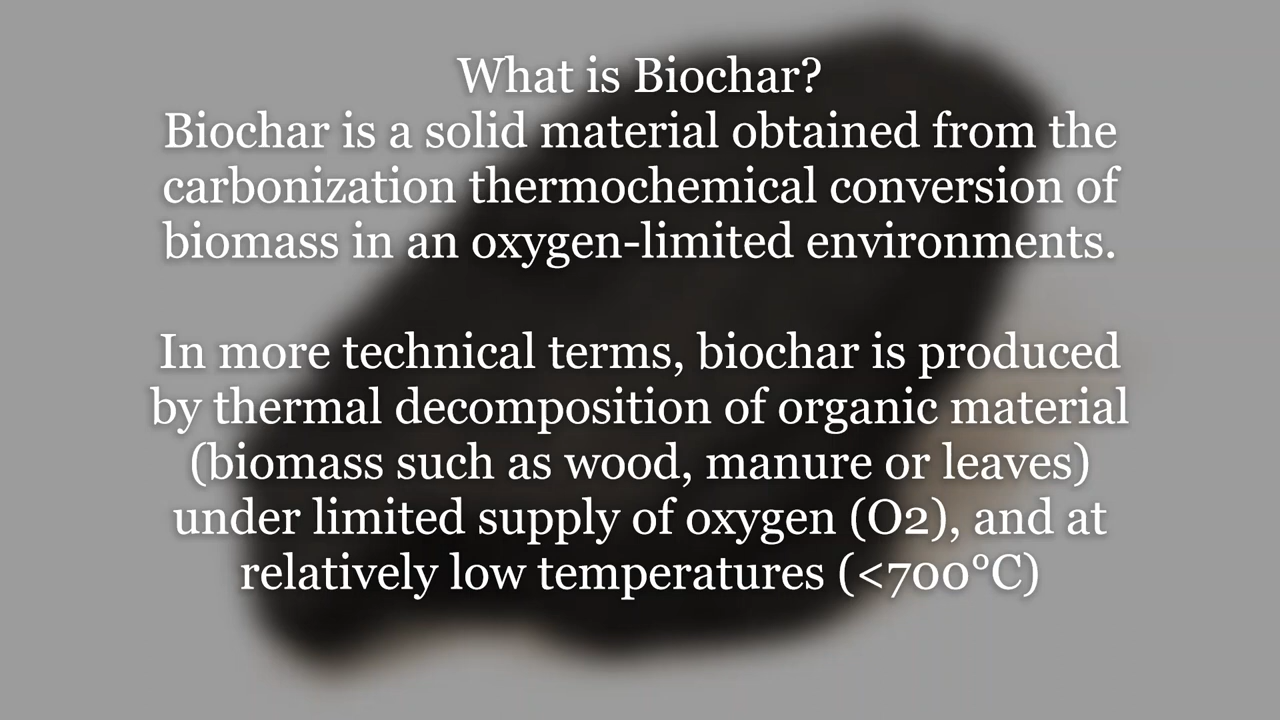 What is Biochar?
Biochar is a solid material obtained from the
carbonization thermochemical conversion of
biomass in an oxygen-limited environments.
In more technical terms, biochar is produced
by thermal decomposition of organic material
(biomass such as wood, manure or leaves)
under limited supply of oxygen (O2), and at
relatively low temperatures (<700°C)